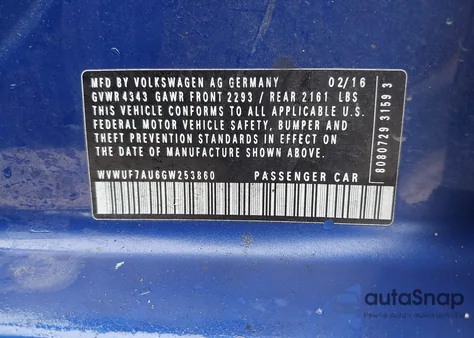 MFD BY VOLKSWAGEN AG GERMANY 02/16
GVWR 4343 GAWR FRONT 2293 / REAR 2161 LBS
THIS VEHICLE CONFORMS TO ALL APPLICABLE U.S.
FEDERAL MOTOR VEHICLE SAFETY, BUMPER AND
THEFT PREVENTION STANDARDS IN EFFECT ON
THE DATE OF MANUFACTURE SHOWN ABOVE.
WVWUF7AU6GW253860 PASSENGER CAR
8080729 3159 3
autoSnap